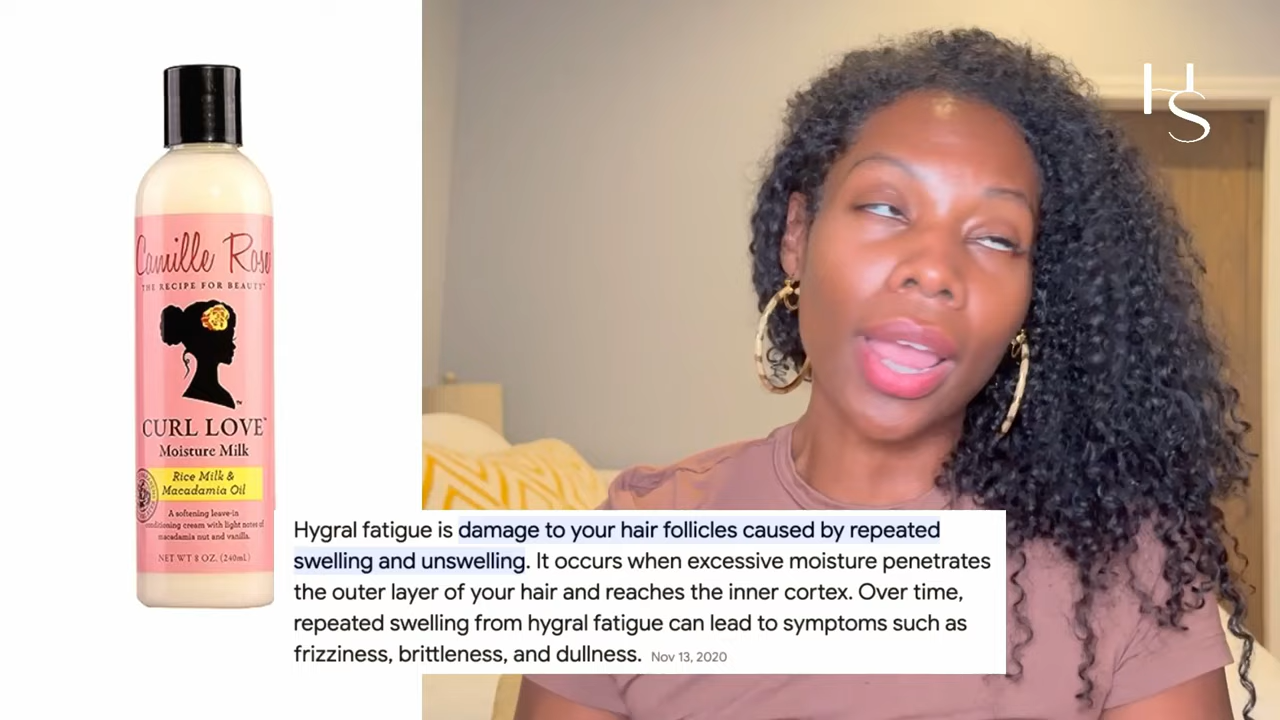 HS
Camille Rose
THE RECIPE FOR BEAUTY™
CURL LOVE™
Moisture Milk
Rice Milk &
Macadamia Oil
A softening leave-in
conditioning cream with light notes of
macadamia nut and vanilla.
NET WT 8 OZ. (240mL)
Hygral fatigue is damage to your hair follicles caused by repeated
swelling and unswelling. It occurs when excessive moisture penetrates
the outer layer of your hair and reaches the inner cortex. Over time,
repeated swelling from hygral fatigue can lead to symptoms such as
frizziness, brittleness, and dullness. Nov 13, 2020